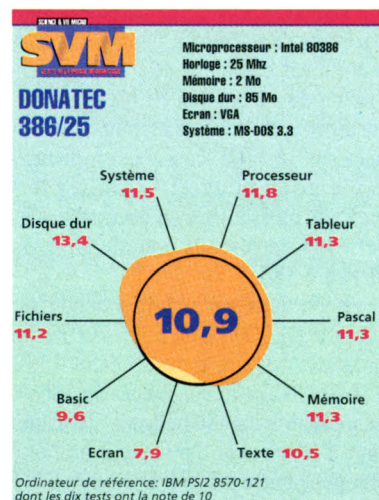 SCIENCE & VIE MICRO
SVM
DONATEC
386/25
Microprocesseur : Intel 80386
Horloge : 25 Mhz
Mémoire : 2 Mo
Disque dur : 85 Mo
Ecran : VGA
Système : MS-DOS 3.3
Système
11,5
Processeur
11,8
Disque dur
13,4
Tableur
11,3
Fichiers
11,2
10,9
Pascal
11,3
Basic
9,6
Mémoire
11,3
Ecran 7,9
Texte 10,5
Ordinateur de référence: IBM PS/2 8570-121
dont les dix tests ont la note de 10